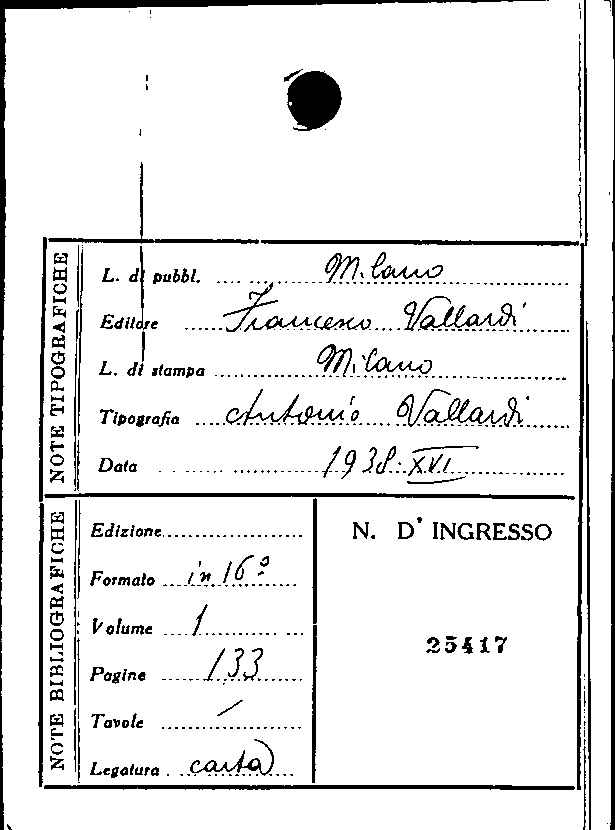 NOTE TIPOGRAFICHE
L. di pubbl. Milano
Editore Francesco Vallardi
L. di stampa Milano
Tipografia Antonio Vallardi
Data 1938.XVI
NOTE BIBLIOGRAFICHE
Edizione
Formato in 16º
Volume 1
Pagine 133
Tavole /
Legatura carta
N. D' INGRESSO
25417